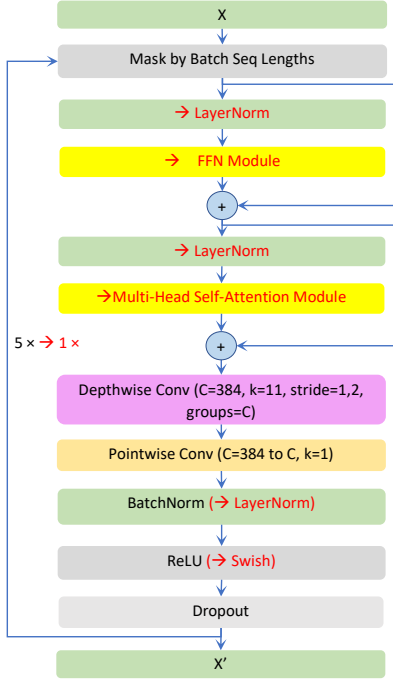 X
Mask by Batch Seq Lengths
→ LayerNorm
→ FFN Module
+
→ LayerNorm
→Multi-Head Self-Attention Module
5 × → 1 ×
+
Depthwise Conv (C=384, k=11, stride=1,2,
groups=C)
Pointwise Conv (C=384 to C, k=1)
BatchNorm (→ LayerNorm)
ReLU (→ Swish)
Dropout
X’